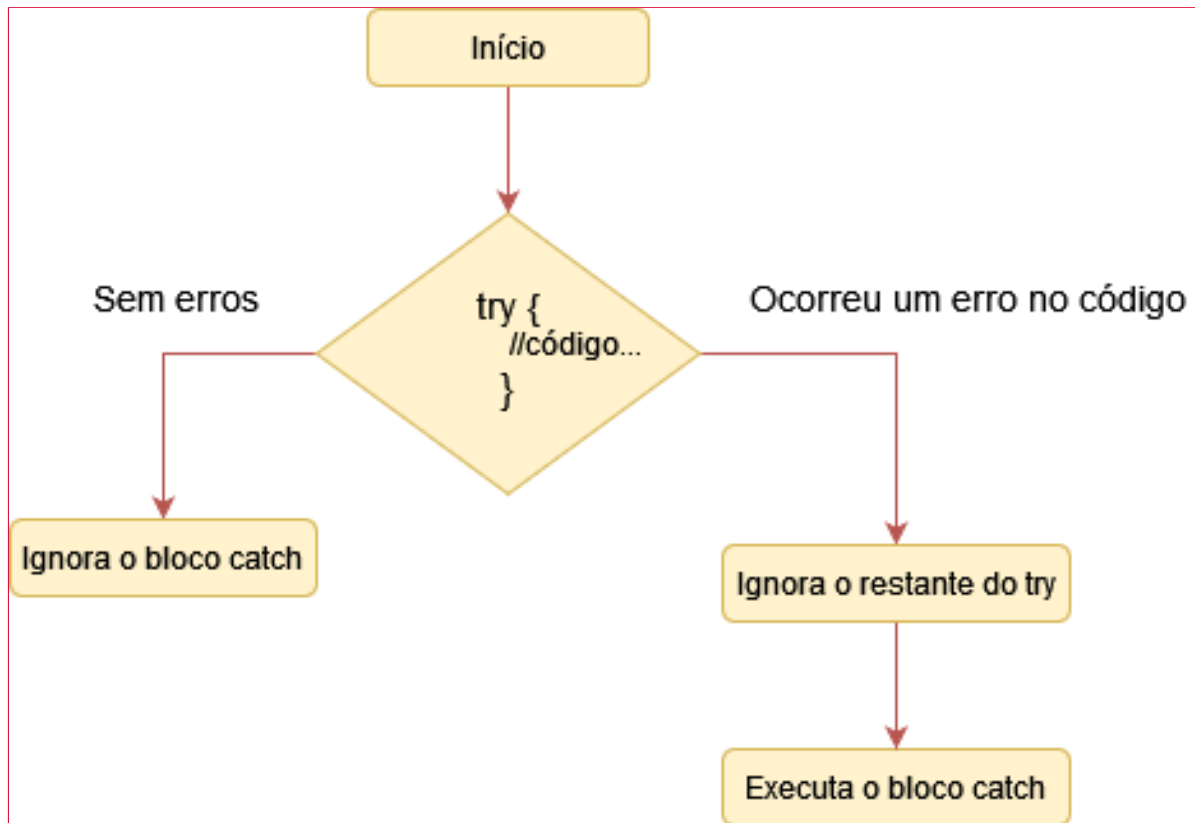 Início
Sem erros
Ocorreu um erro no código
try {
//código...
}
Ignora o bloco catch
Ignora o restante do try
Executa o bloco catch